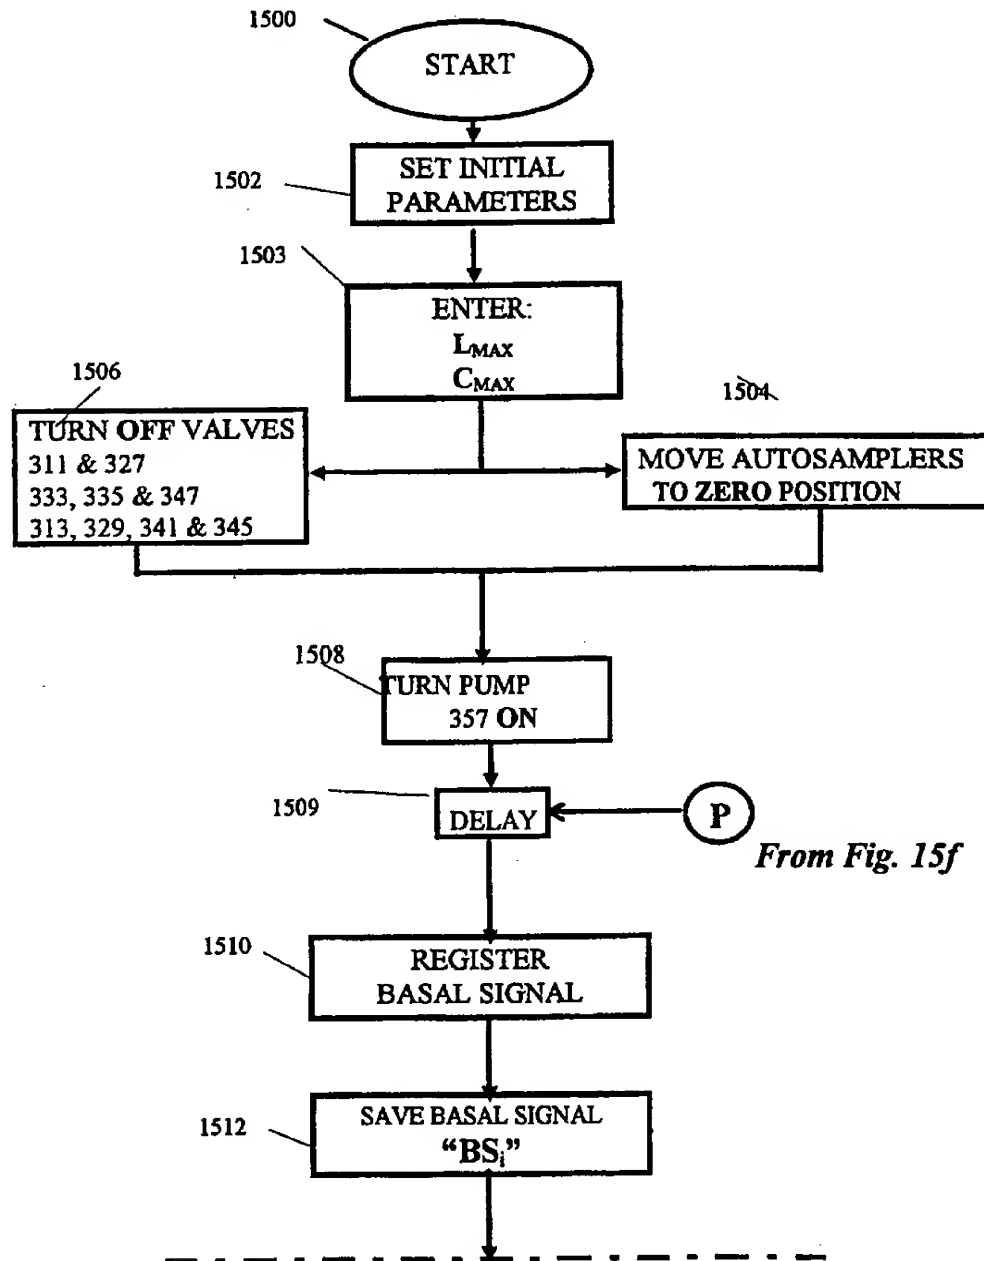 1500
START
1502
SET INITIAL
PARAMETERS
1503
ENTER:
LMAX
CMAX
1506
TURN OFF VALVES
311 & 327
333, 335 & 347
313, 329, 341 & 345
1504
MOVE AUTOSAMPLERS
TO ZERO POSITION
1508
TURN PUMP
357 ON
1509
DELAY
P
From Fig. 15f
1510
REGISTER
BASAL SIGNAL
1512
SAVE BASAL SIGNAL
“BSi”